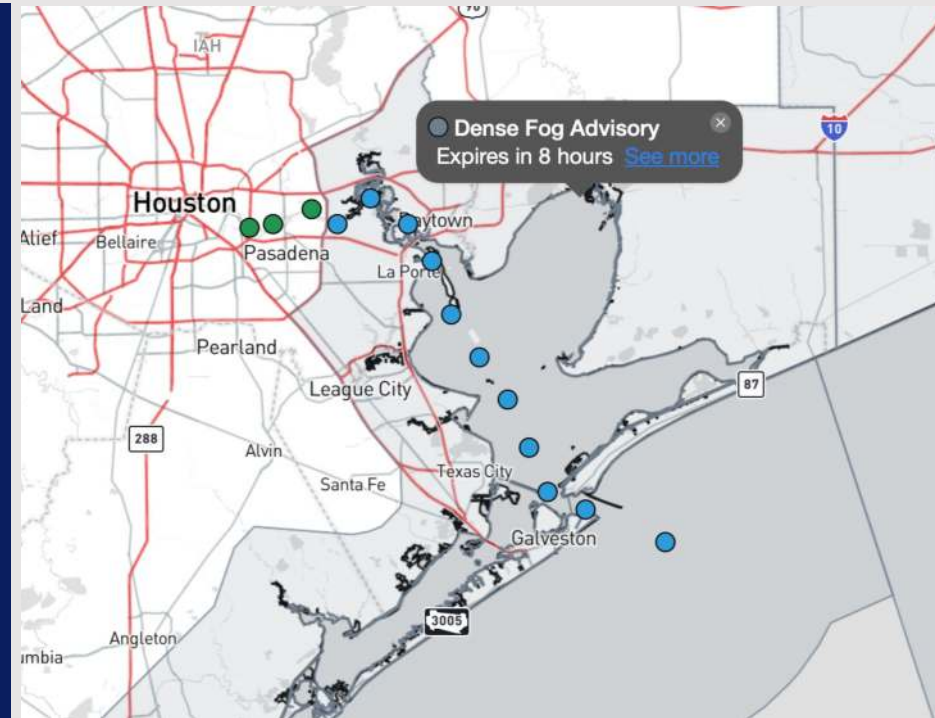 90
IAH
Dense Fog Advisory
Expires in 8 hours See more
10
Houston
Baytown
Alief
Bellaire
Pasadena
La Porte
Land
Pearland
League City
87
288
Alvin
Texas City
Santa Fe
Galveston
3005
Angleton
umbia